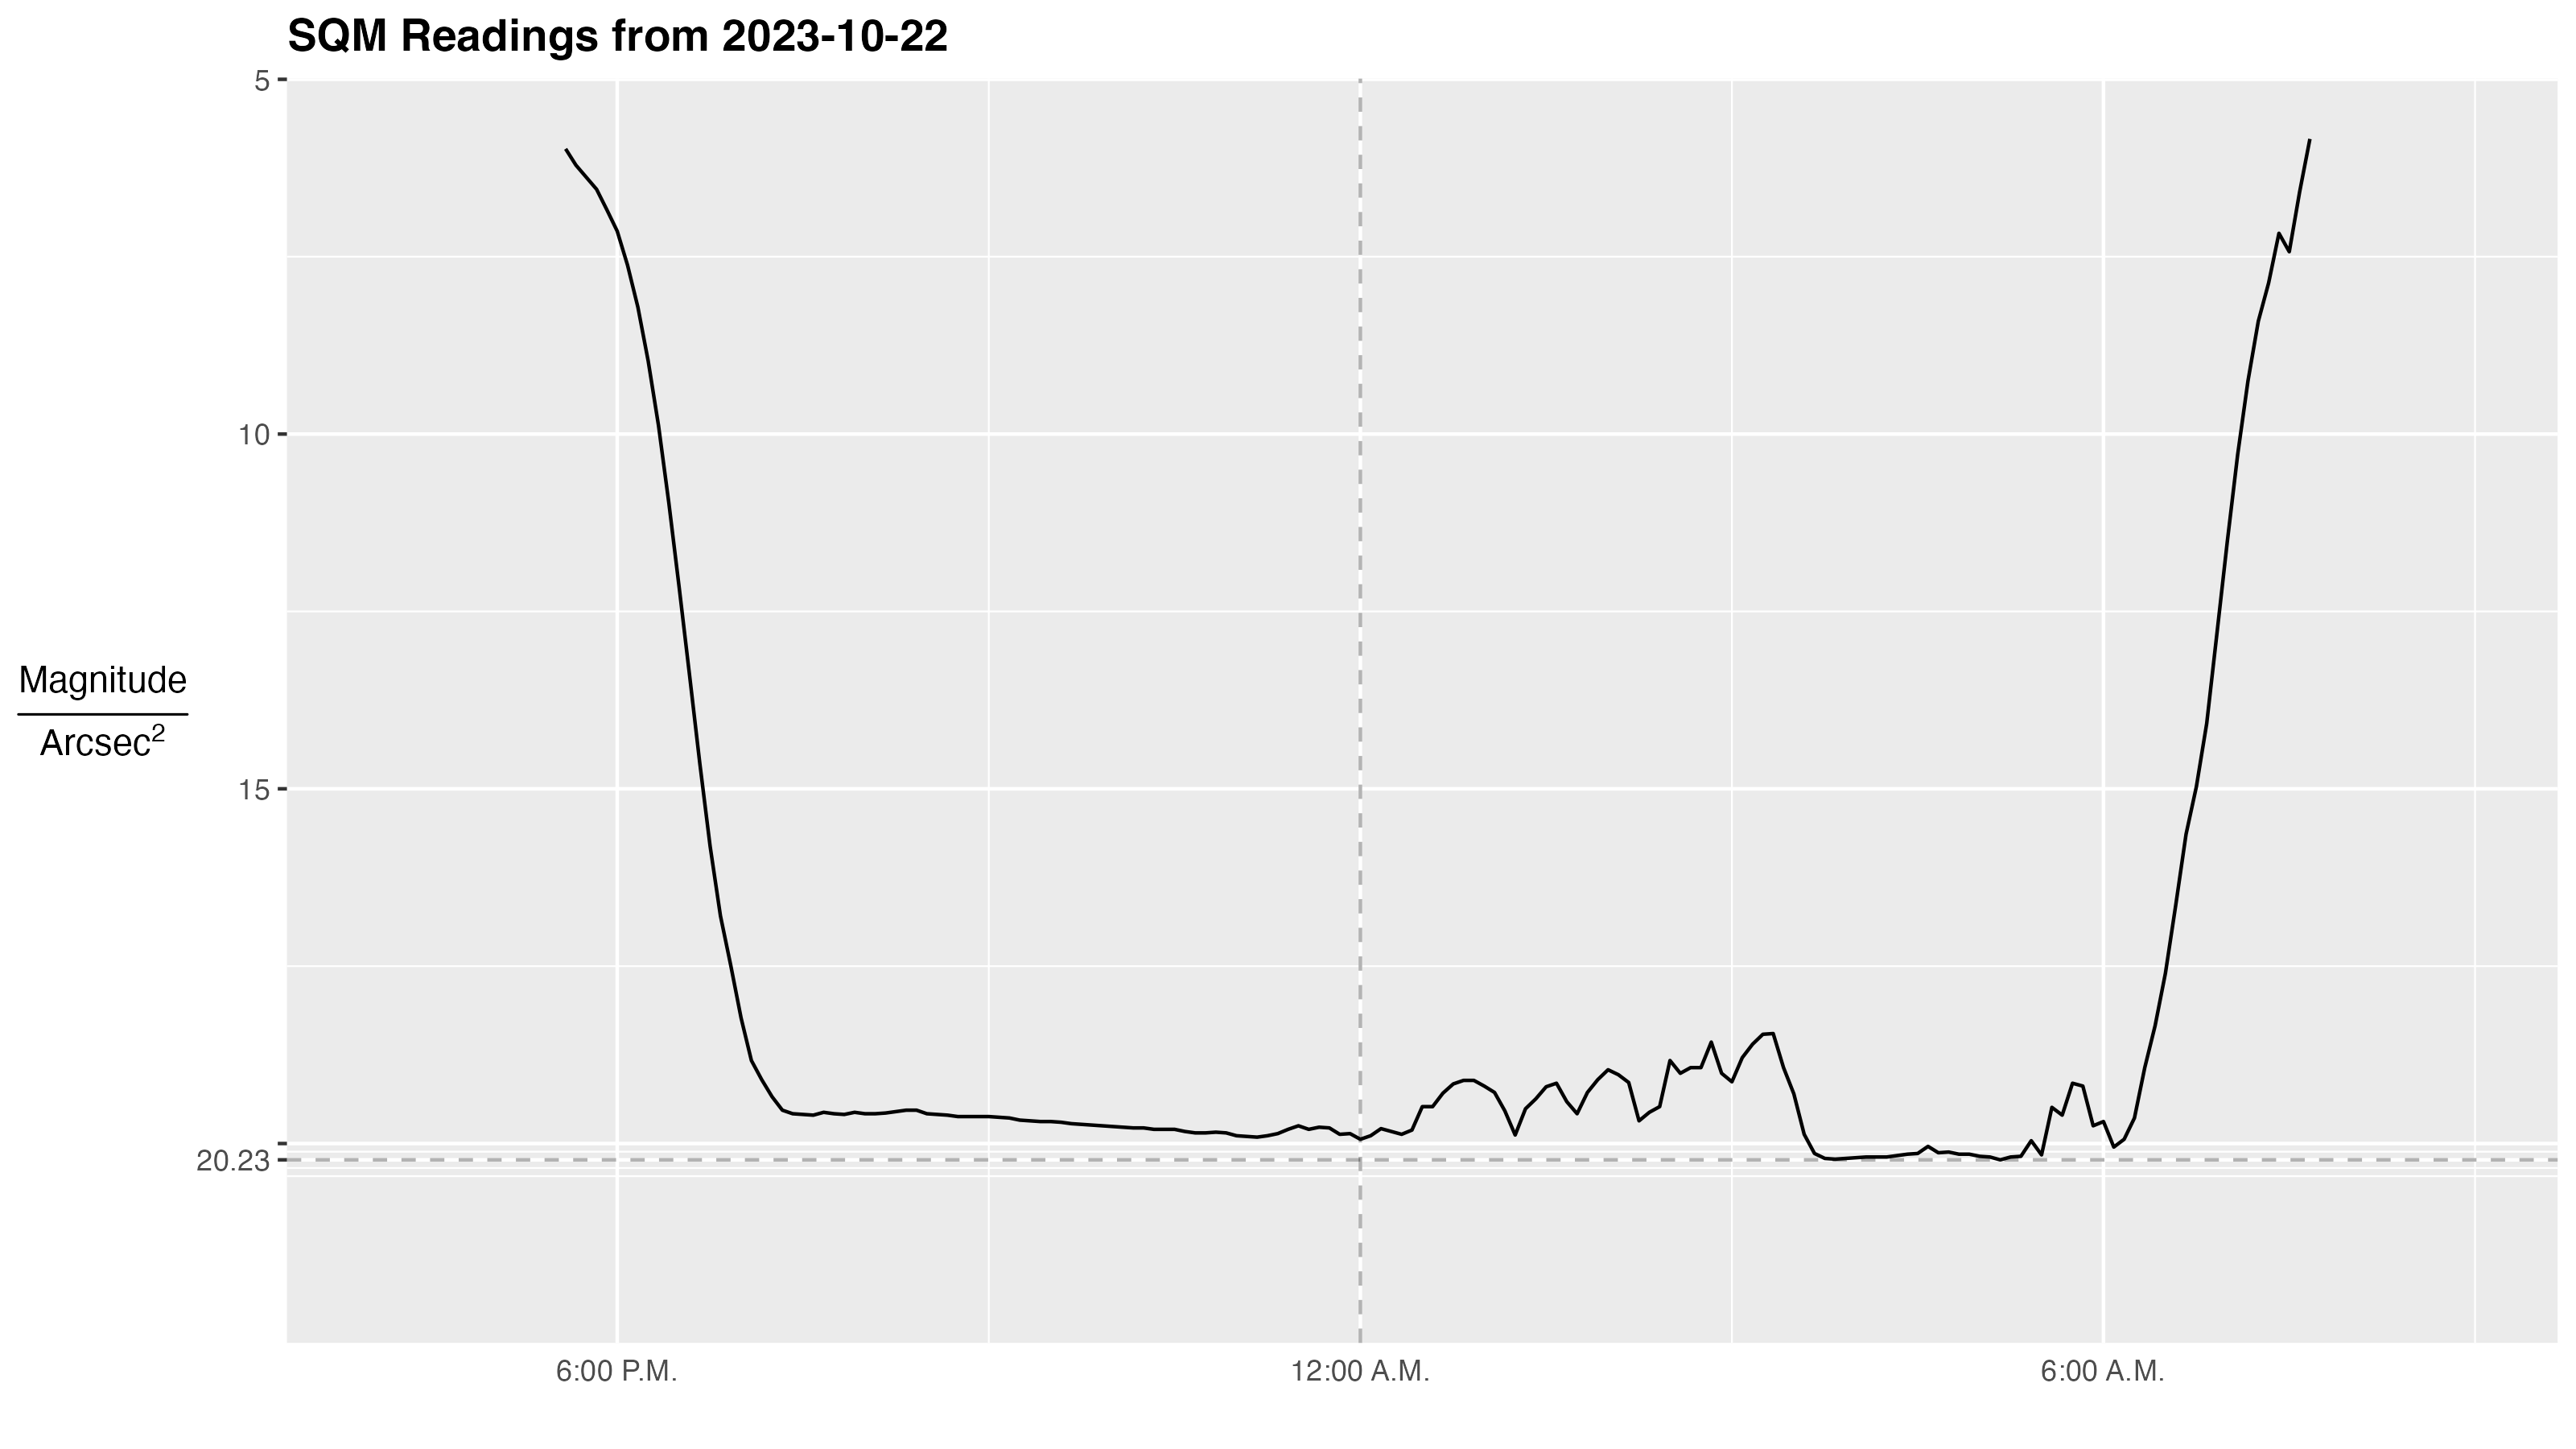 SQM Readings from 2023-10-22
5
10
15
20.23
Magnitude
Arcsec²
6:00 P.M.
12:00 A.M.
6:00 A.M.